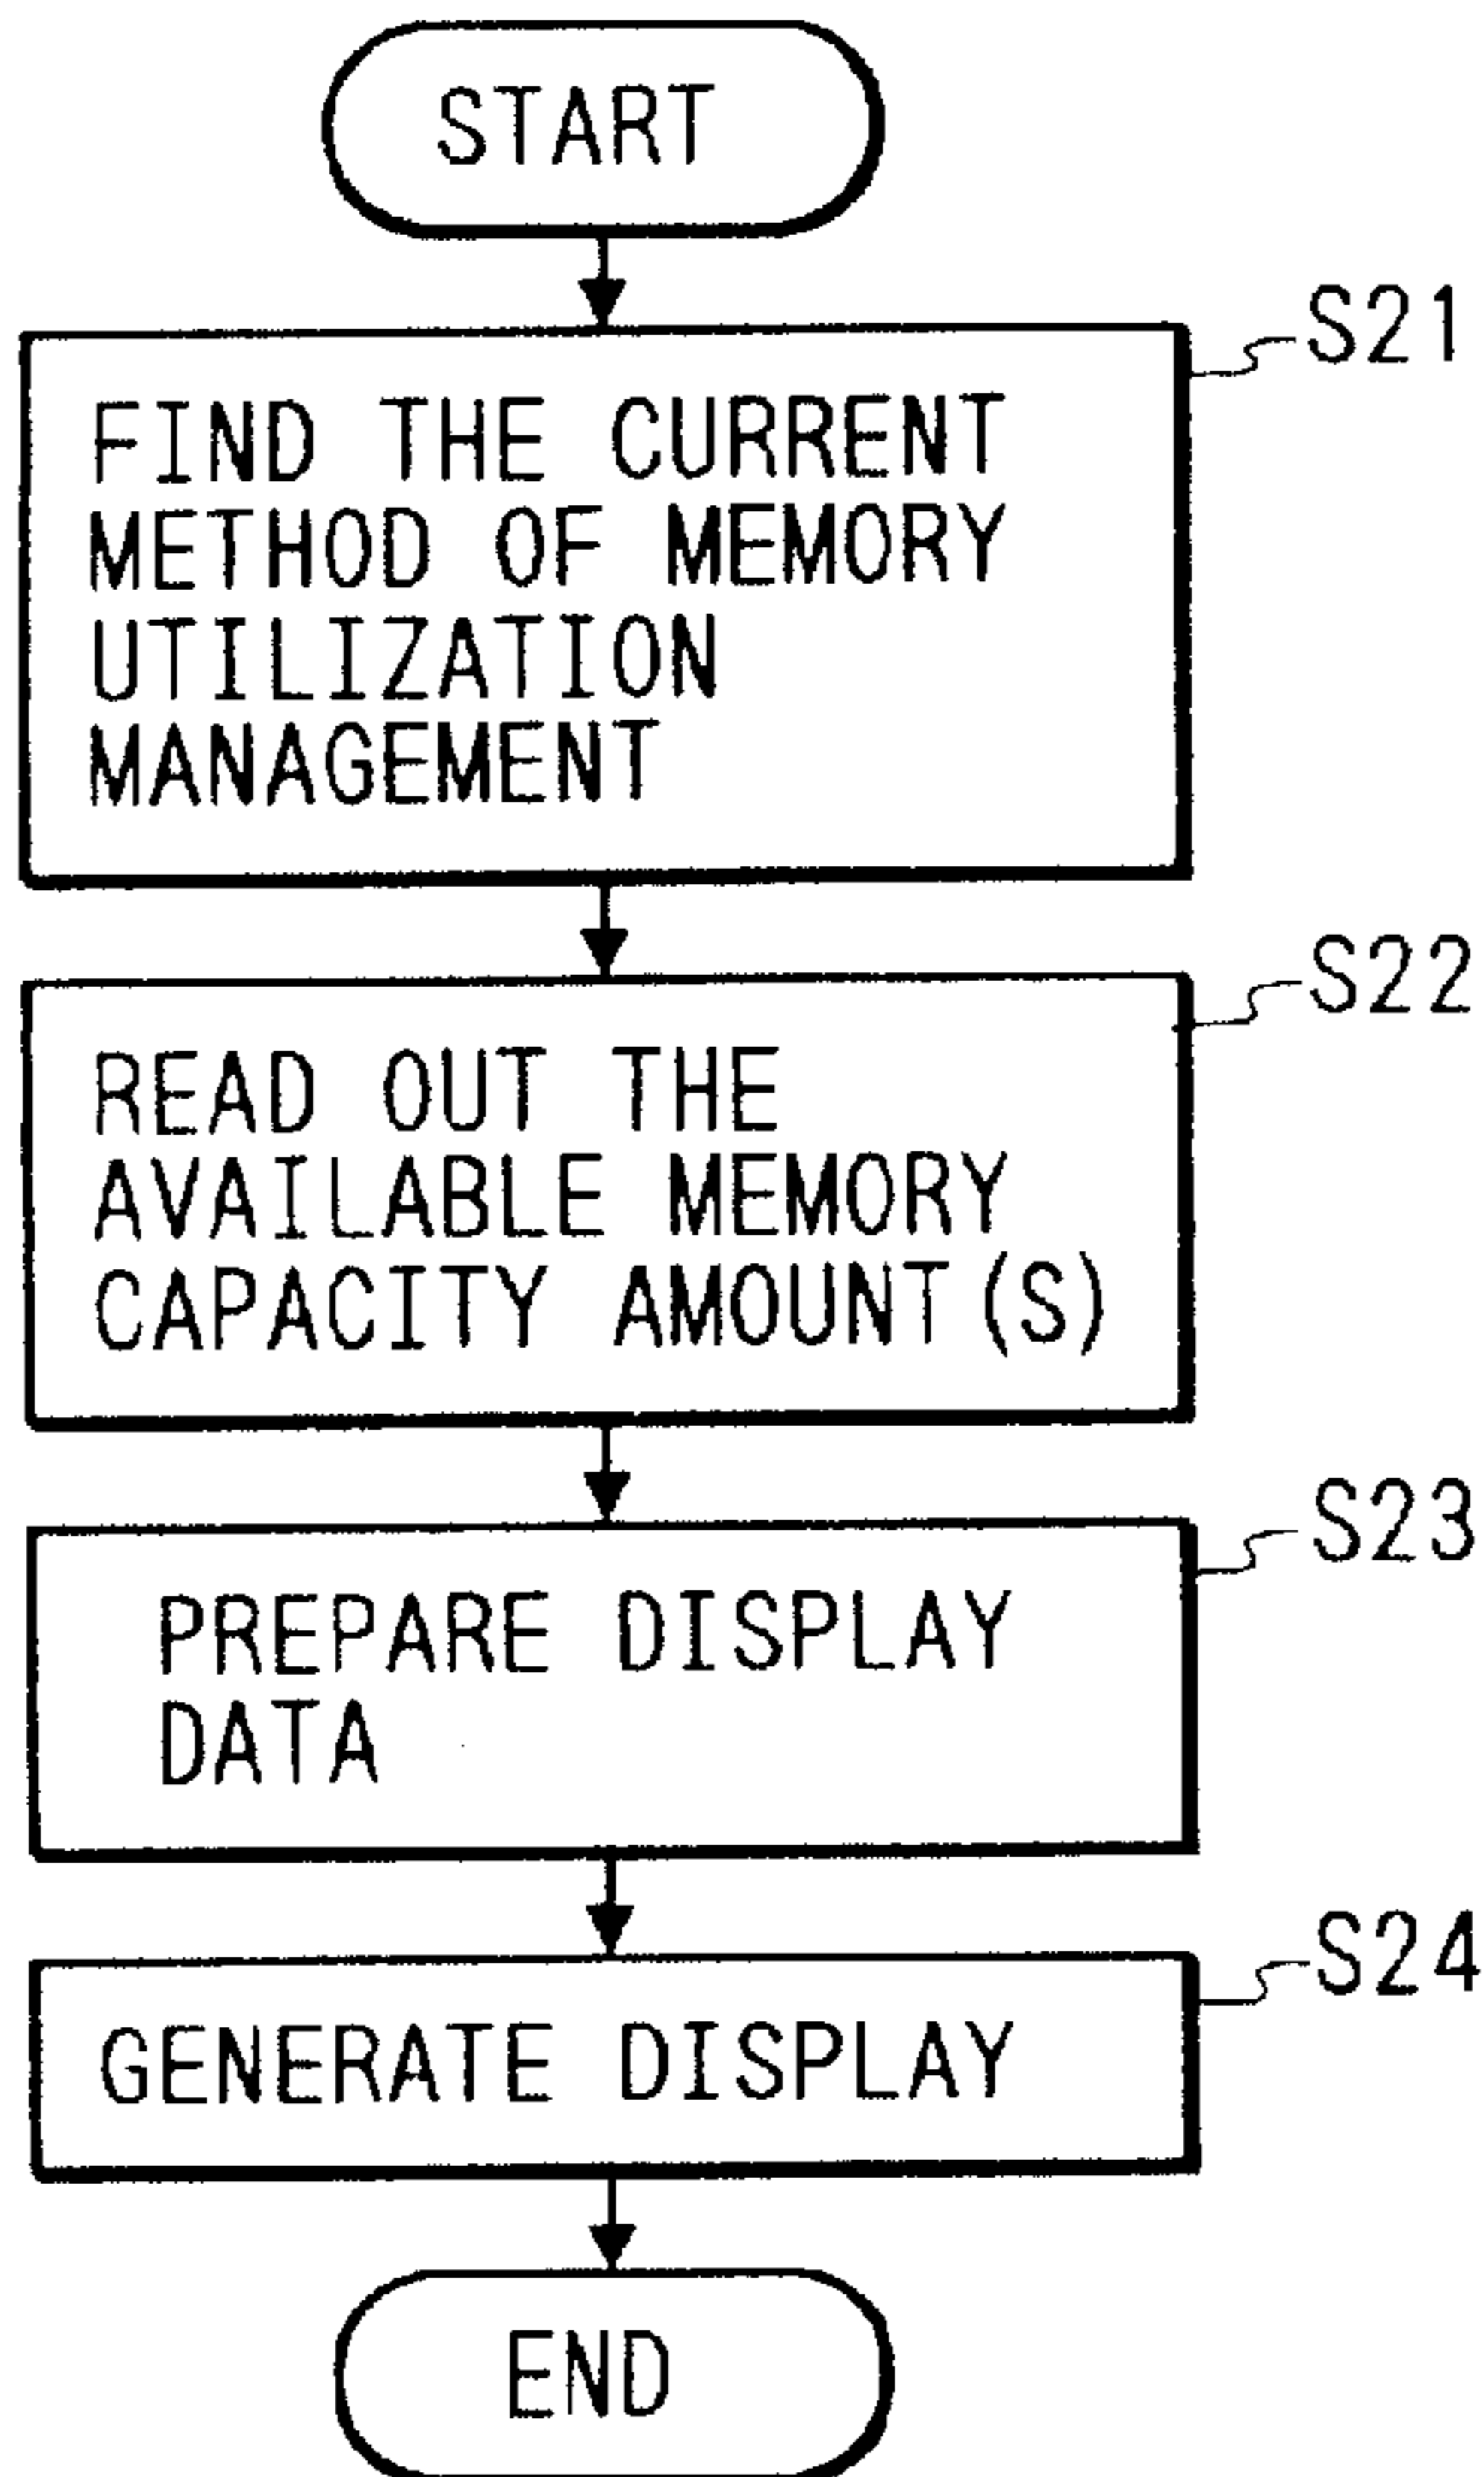 START
S21
FIND THE CURRENT
METHOD OF MEMORY
UTILIZATION
MANAGEMENT
S22
READ OUT THE
AVAILABLE MEMORY
CAPACITY AMOUNT(S)
S23
PREPARE DISPLAY
DATA
S24
GENERATE DISPLAY
END